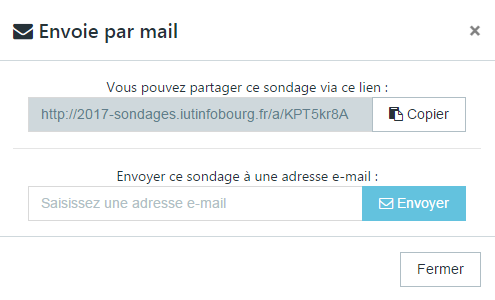 Envoie par mail
×
Vous pouvez partager ce sondage via ce lien :
http://2017-sondages.iutinfobourg.fr/a/KPT5kr8A Copier
Envoyer ce sondage à une adresse e-mail :
Saisissez une adresse e-mail Envoyer
Fermer